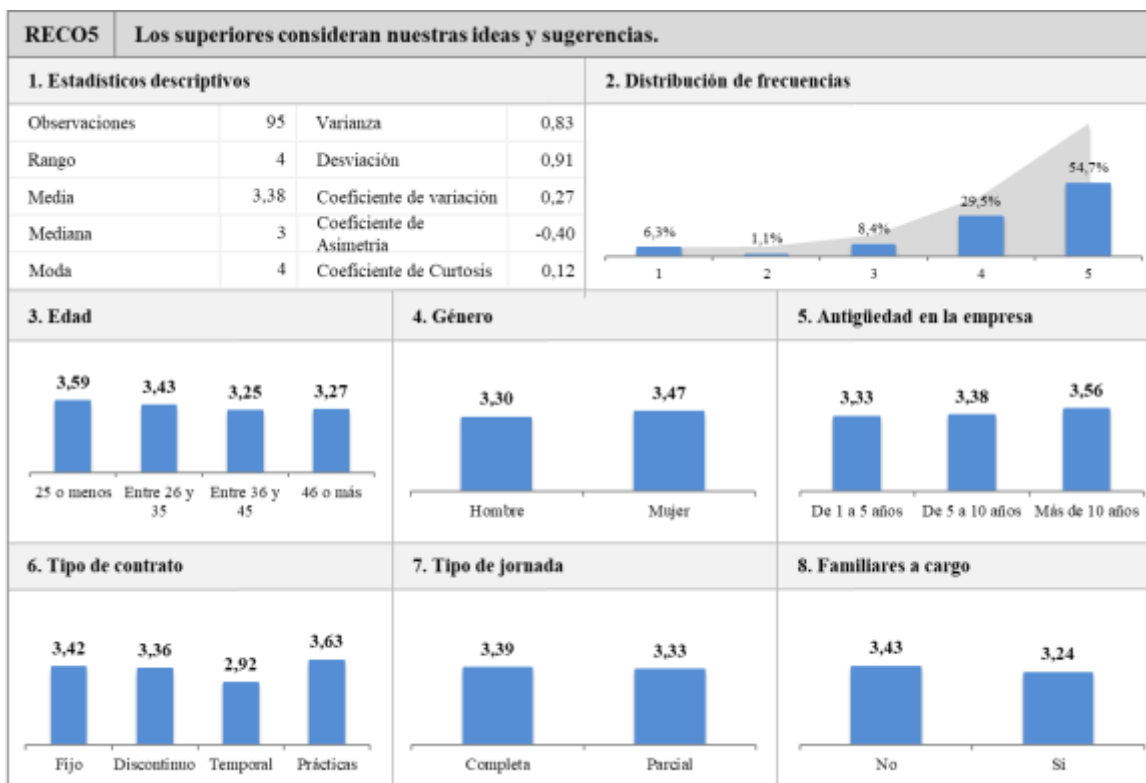 RECO5 Los superiores consideran nuestras ideas y sugerencias.
1. Estadísticos descriptivos
Observaciones 95 Varianza 0,83
Rango 4 Desviación 0,91
Media 3,38 Coeficiente de variación 0,27
Mediana 3 Coeficiente de Asimetría -0,40
Moda 4 Coeficiente de Curtosis 0,12
2. Distribución de frecuencias
6,3% 1,1% 8,4% 29,5% 54,7%
1 2 3 4 5
3. Edad
3,59 3,43 3,25 3,27
25 o menos Entre 26 y 35 Entre 36 y 45 46 o más
4. Género
3,30 3,47
Hombre Mujer
5. Antigüedad en la empresa
3,33 3,38 3,56
De 1 a 5 años De 5 a 10 años Más de 10 años
6. Tipo de contrato
3,42 3,36 2,92 3,63
Fijo Discontinuo Temporal Prácticas
7. Tipo de jornada
3,39 3,33
Completa Parcial
8. Familiares a cargo
3,43 3,24
No Sí